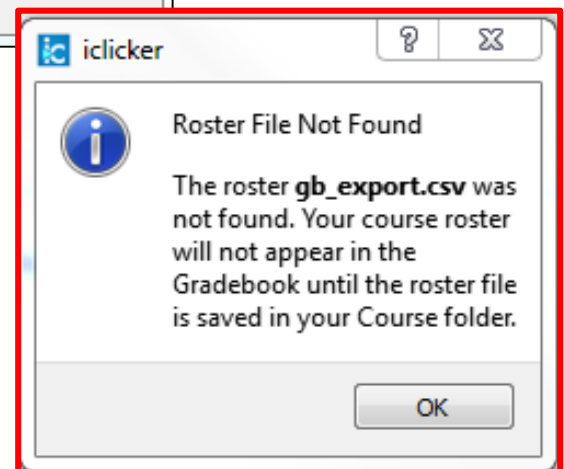 iclicker
Roster File Not Found
The roster gb_export.csv was
not found. Your course roster
will not appear in the
Gradebook until the roster file
is saved in your Course folder.
OK